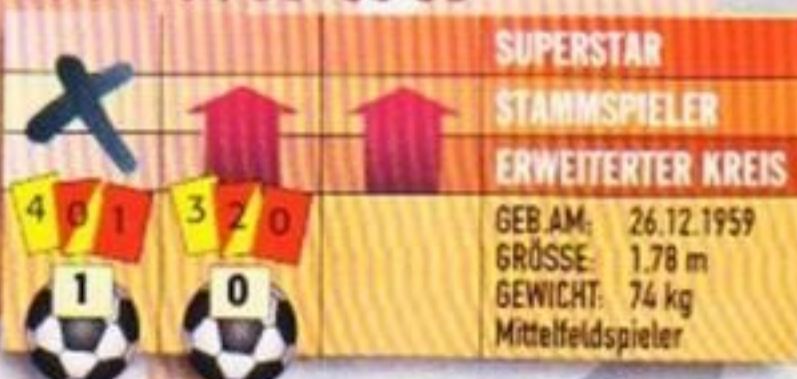 SUPERSTAR
STAMMSPIELER
ERWEITERTER KREIS
4 0 1 3 2 0
1 0
GEB.AM: 26.12.1959
GRÖSSE: 1.78 m
GEWICHT: 74 kg
Mittelfeldspieler